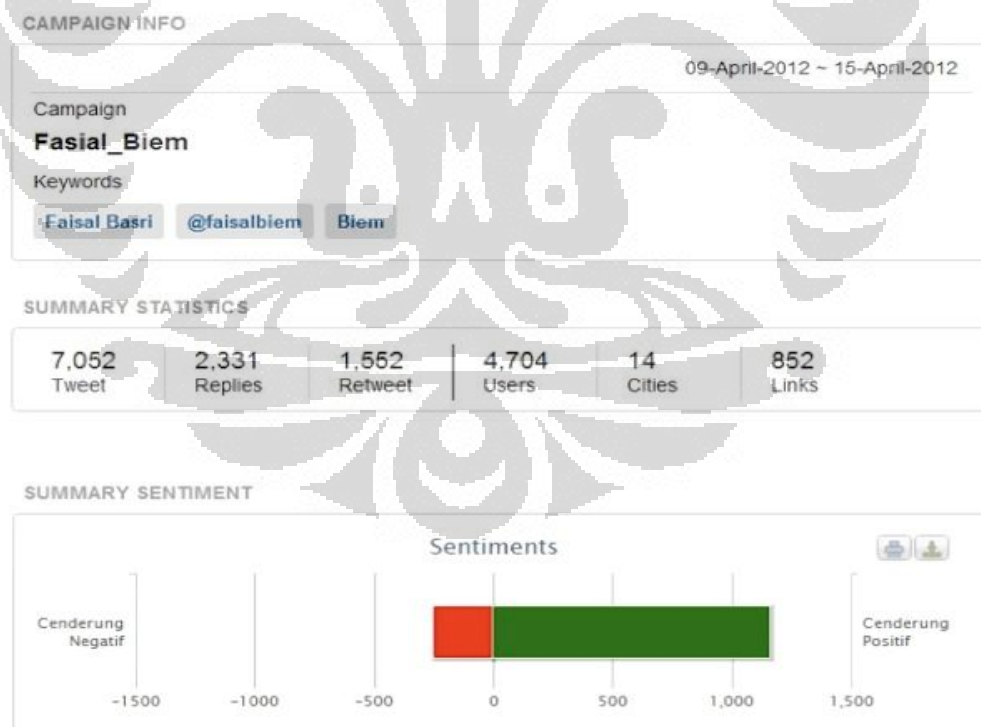 CAMPAIGN INFO
09-April-2012 ~ 15-April-2012
Campaign
Fasial_Biem
Keywords
Faisal Basri @faisalbiem Biem
SUMMARY STATISTICS
7,052 2,331 1,552 4,704 14 852
Tweet Replies Retweet Users Cities Links
SUMMARY SENTIMENT
Sentiments
Cenderung Negatif
Cenderung Positif
-1500 -1000 -500 0 500 1,000 1,500